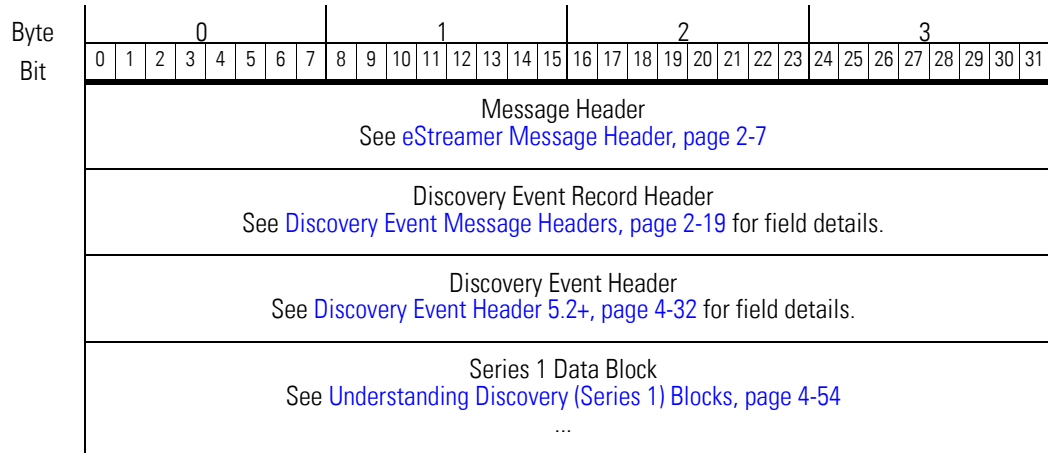 Byte 0 1 2 3
Bit 0 1 2 3 4 5 6 7 8 9 10 11 12 13 14 15 16 17 18 19 20 21 22 23 24 25 26 27 28 29 30 31
Message Header
See eStreamer Message Header, page 2-7
Discovery Event Record Header
See Discovery Event Message Headers, page 2-19 for field details.
Discovery Event Header
See Discovery Event Header 5.2+, page 4-32 for field details.
Series 1 Data Block
See Understanding Discovery (Series 1) Blocks, page 4-54
...